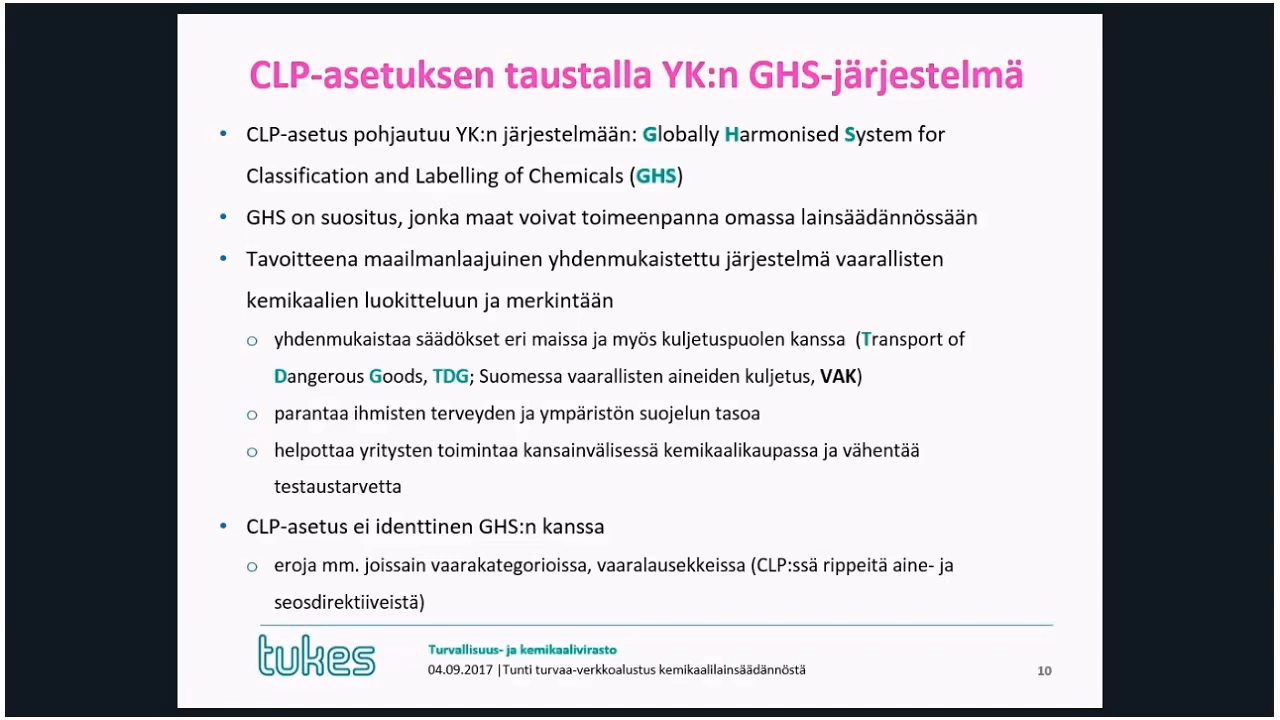 CLP-asetuksen taustalla YK:n GHS-järjestelmä
• CLP-asetus pohjautuu YK:n järjestelmään: Globally Harmonised System for
Classification and Labelling of Chemicals (GHS)
• GHS on suositus, jonka maat voivat toimeenpanna omassa lainsäädännössään
• Tavoitteena maailmanlaajuinen yhdenmukaistettu järjestelmä vaarallisten
kemikaalien luokitteluun ja merkintään
o yhdenmukaistaa säädökset eri maissa ja myös kuljetuspuolen kanssa (Transport of
Dangerous Goods, TDG; Suomessa vaarallisten aineiden kuljetus, VAK)
o parantaa ihmisten terveyden ja ympäristön suojelun tasoa
o helpottaa yritysten toimintaa kansainvälisessä kemikaalikaupassa ja vähentää
testaustarvetta
• CLP-asetus ei identtinen GHS:n kanssa
o eroja mm. joissain vaarakategorioissa, vaaralausekkeissa (CLP:ssä rippeitä aine- ja
seosdirektiiveistä)
tukes
Turvallisuus- ja kemikaalivirasto
04.09.2017 | Tunti turvaa-verkkoalustus kemikaalilainsäädännöstä
10